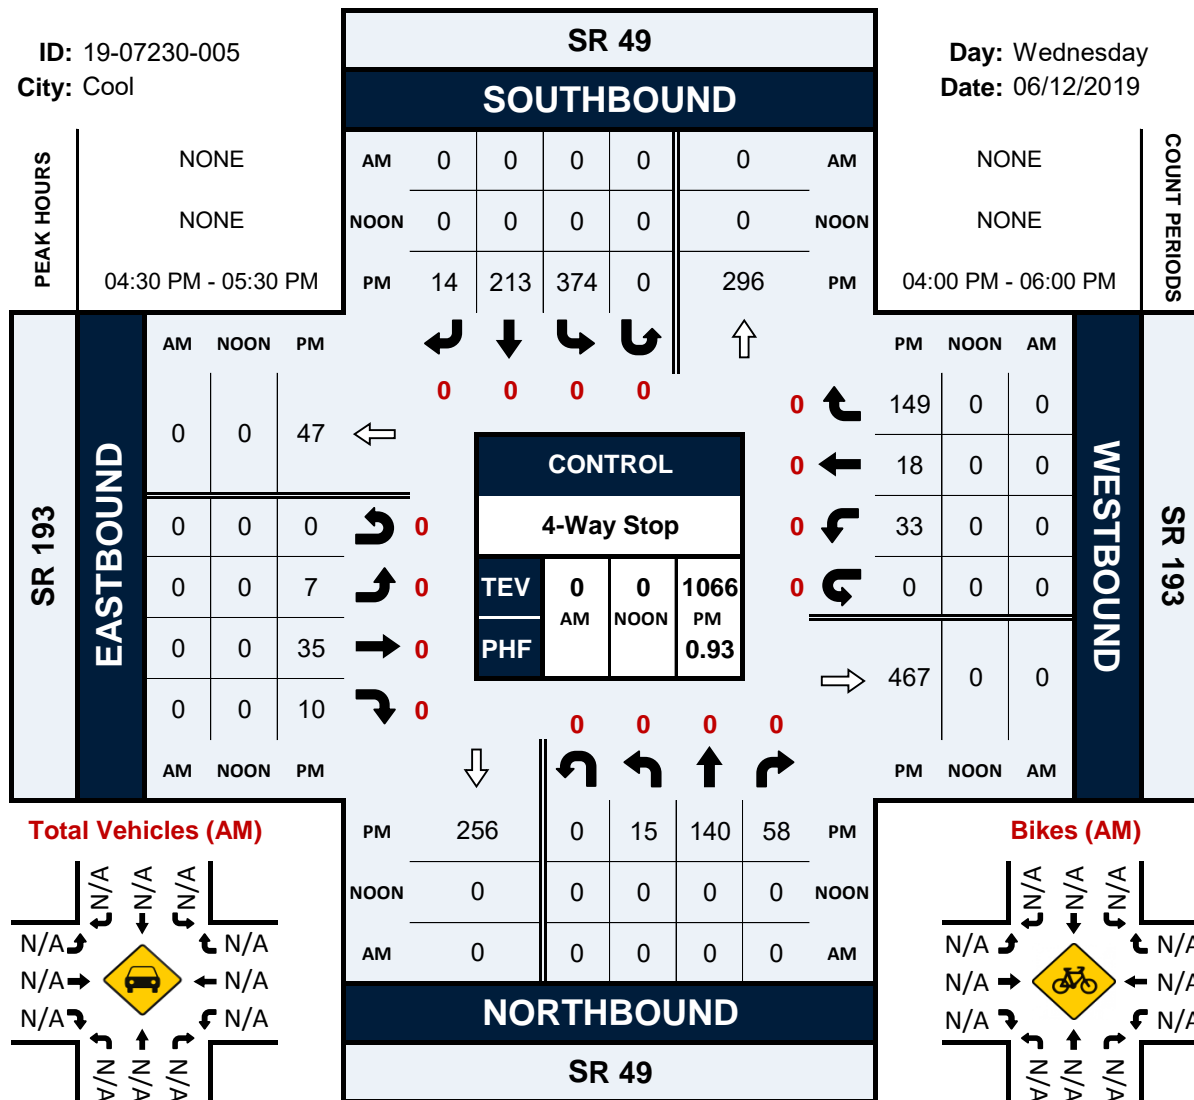 SR 49
ID: 19-07230-005
Day: Wednesday
City: Cool
Date: 06/12/2019
SOUTHBOUND
PEAK HOURS
NONE
AM 0 0 0 0 0 AM
NONE
COUNT PERIODS
NONE
NOON 0 0 0 0 0 NOON
NONE
04:30 PM - 05:30 PM
PM 14 213 374 0 296 PM
04:00 PM - 06:00 PM
AM NOON PM
PM NOON AM
0 0 0 0
0 149 0 0
0 0 47
CONTROL
0 18 0 0
SR 193
EASTBOUND
WESTBOUND
SR 193
0 0 0 0
4-Way Stop
0 33 0 0
0 0 7 0
TEV 0 0 1066
0 0 0 0
AM NOON PM
0 0 35 0
PHF 0.93
467 0 0
0 0 10 0
0 0 0 0
AM NOON PM
PM NOON AM
Total Vehicles (AM)
PM 256 0 15 140 58 PM
Bikes (AM)
NOON 0 0 0 0 0 NOON
AM 0 0 0 0 0 AM
N/A N/A N/A
N/A N/A
N/A N/A
N/A N/A
N/A N/A N/A
N/A N/A N/A
N/A N/A
N/A N/A
N/A N/A
N/A N/A N/A
NORTHBOUND
SR 49